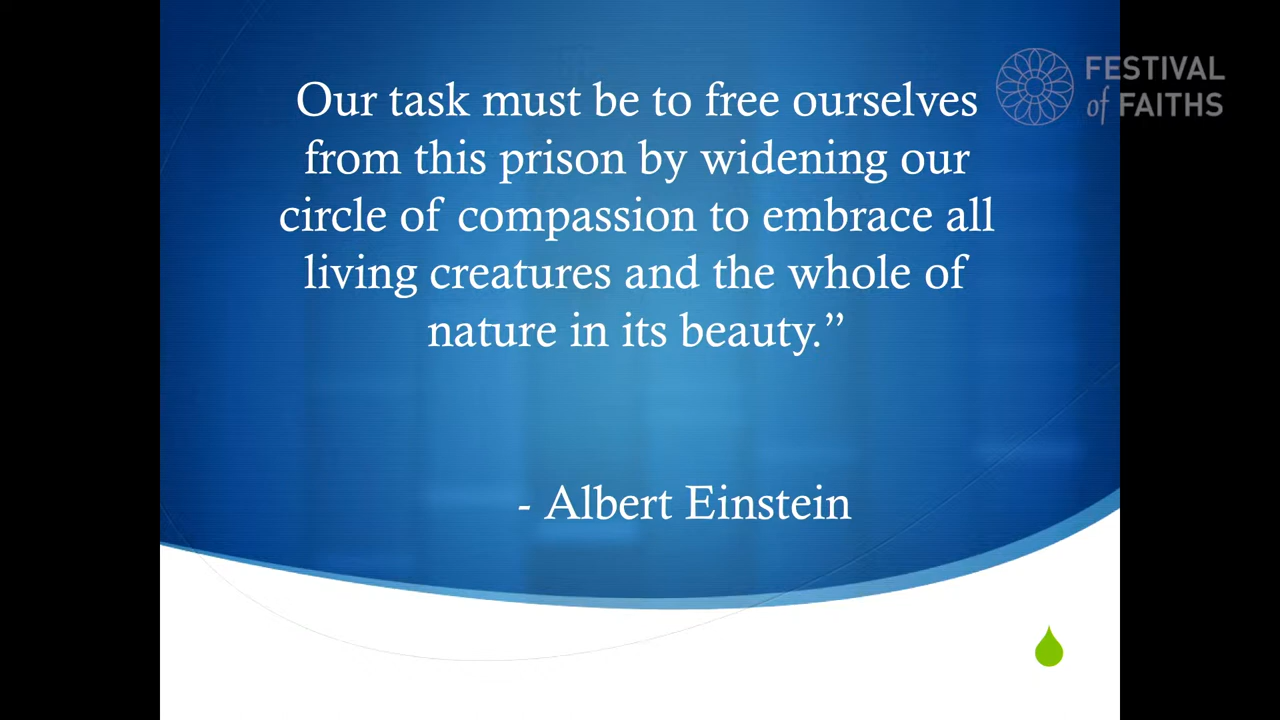 Our task must be to free ourselves
from this prison by widening our
circle of compassion to embrace all
living creatures and the whole of
nature in its beauty.”
- Albert Einstein
FESTIVAL
of FAITHS